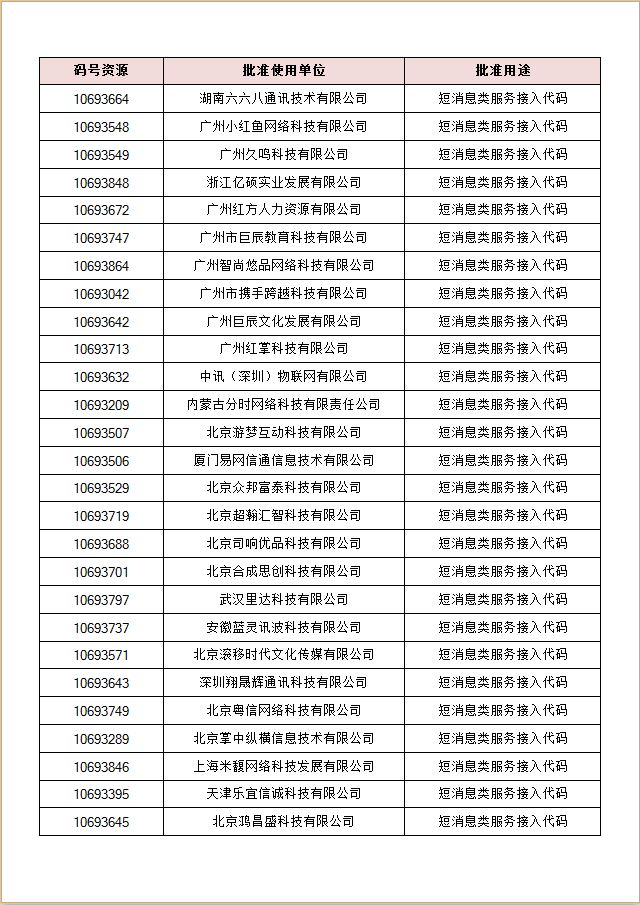 码号资源 批准使用单位 批准用途
10693664 湖南六六八通讯技术有限公司 短消息类服务接入代码
10693548 广州小红鱼网络科技有限公司 短消息类服务接入代码
10693549 广州久鸣科技有限公司 短消息类服务接入代码
10693848 浙江亿硕实业发展有限公司 短消息类服务接入代码
10693672 广州红方人力资源有限公司 短消息类服务接入代码
10693747 广州市巨辰教育科技有限公司 短消息类服务接入代码
10693864 广州智尚悠品网络科技有限公司 短消息类服务接入代码
10693042 广州市携手跨越科技有限公司 短消息类服务接入代码
10693642 广州巨辰文化发展有限公司 短消息类服务接入代码
10693713 广州红掌科技有限公司 短消息类服务接入代码
10693632 中讯（深圳）物联网有限公司 短消息类服务接入代码
10693209 内蒙古分时网络科技有限责任公司 短消息类服务接入代码
10693507 北京游梦互动科技有限公司 短消息类服务接入代码
10693506 厦门易网信通信息技术有限公司 短消息类服务接入代码
10693529 北京众邦富泰科技有限公司 短消息类服务接入代码
10693719 北京超瀚汇智科技有限公司 短消息类服务接入代码
10693688 北京司响优品科技有限公司 短消息类服务接入代码
10693701 北京合成思创科技有限公司 短消息类服务接入代码
10693797 武汉里达科技有限公司 短消息类服务接入代码
10693737 安徽蓝灵讯波科技有限公司 短消息类服务接入代码
10693571 北京滚移时代文化传媒有限公司 短消息类服务接入代码
10693643 深圳翔晟辉通讯科技有限公司 短消息类服务接入代码
10693749 北京粤信网络科技有限公司 短消息类服务接入代码
10693289 北京掌中纵横信息技术有限公司 短消息类服务接入代码
10693846 上海米馥网络科技发展有限公司 短消息类服务接入代码
10693395 天津乐宜信诚科技有限公司 短消息类服务接入代码
10693645 北京鸿昌盛科技有限公司 短消息类服务接入代码